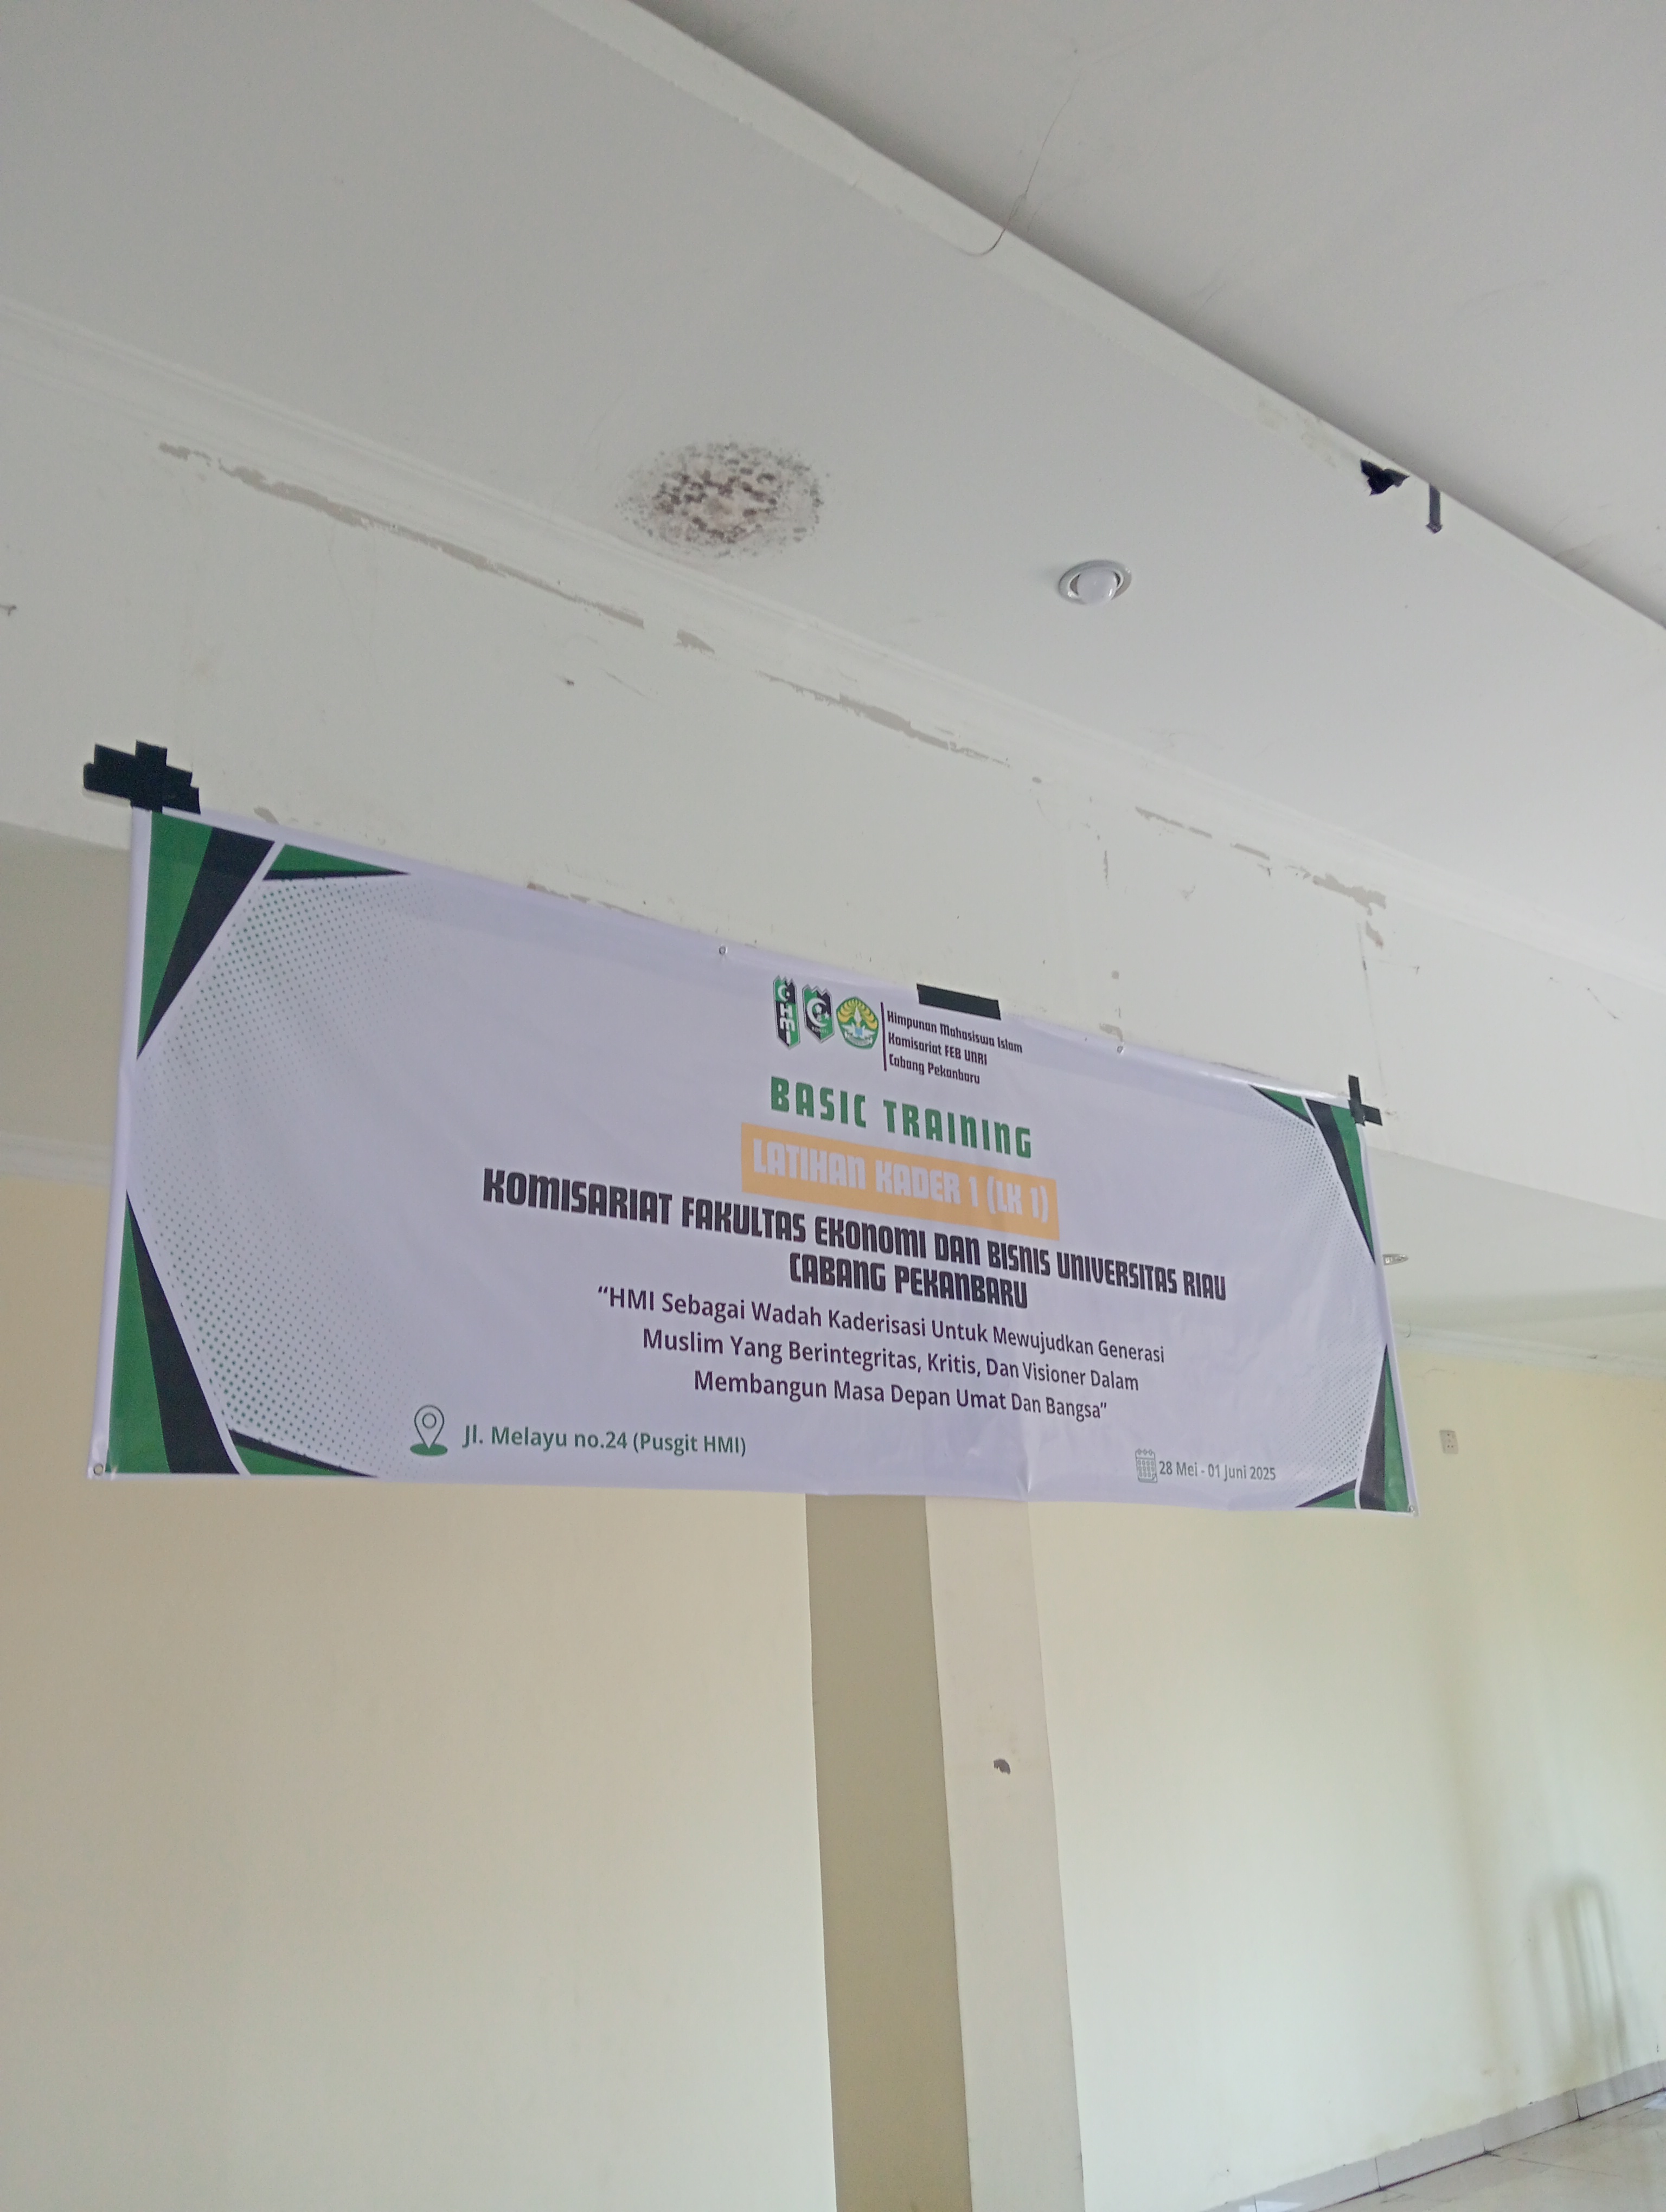 HMI
Himpunan Mahasiswa Islam
Komisariat FEB UNRI
Cabang Pekanbaru
BASIC TRAINING
LATIHAN KADER 1 (LK 1)
KOMISARIAT FAKULTAS EKONOMI DAN BISNIS UNIVERSITAS RIAU
CABANG PEKANBARU
“HMI Sebagai Wadah Kaderisasi Untuk Mewujudkan Generasi
Muslim Yang Berintegritas, Kritis, Dan Visioner Dalam
Membangun Masa Depan Umat Dan Bangsa”
Jl. Melayu no.24 (Pusgit HMI)
28 Mei - 01 Juni 2025